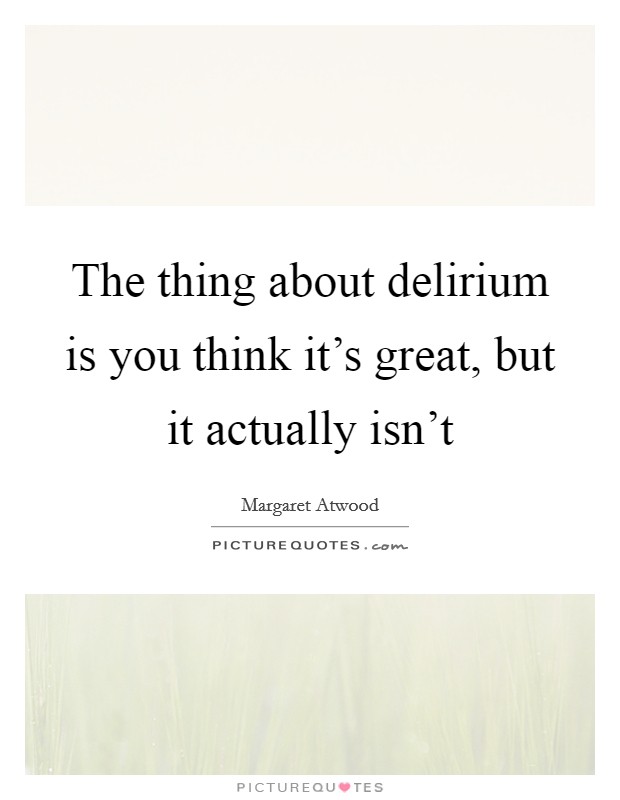 The thing about delirium
is you think it’s great, but
it actually isn’t
Margaret Atwood
PICTUREQUOTES.com
PICTUREQUOTES